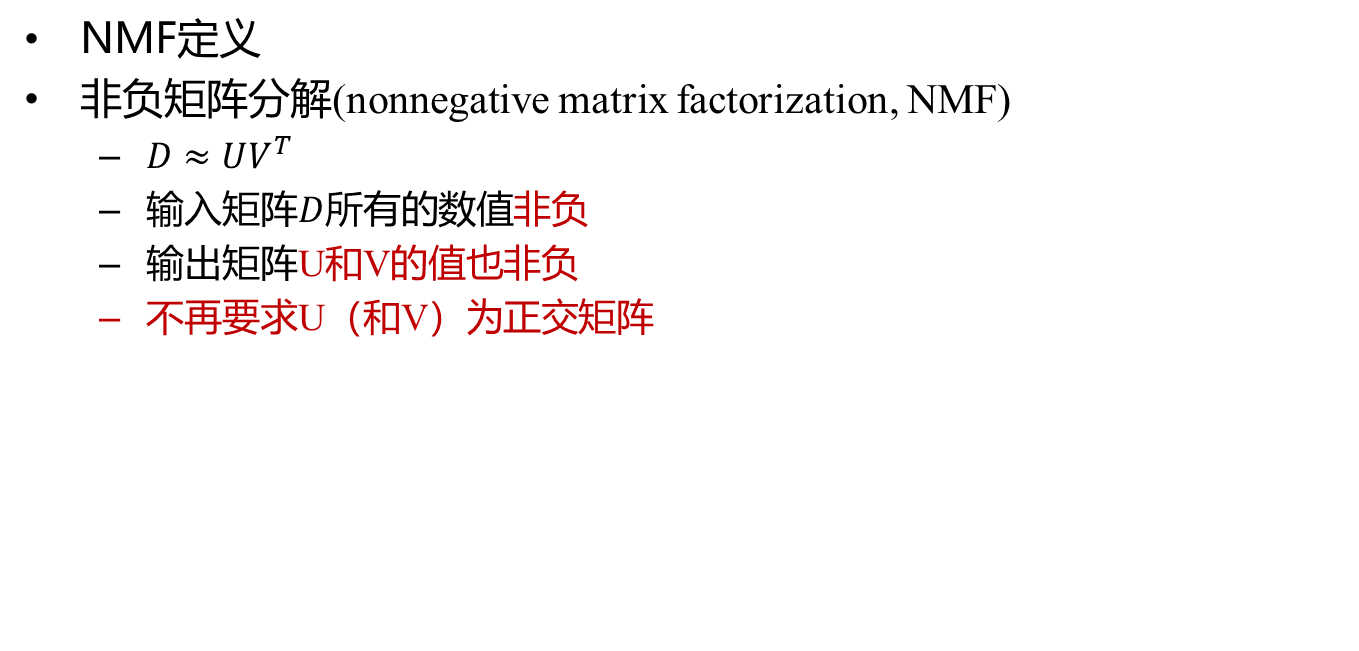 • NMF定义
• 非负矩阵分解(nonnegative matrix factorization, NMF)
– D ≈ UVᵀ
– 输入矩阵D所有的数值非负
– 输出矩阵U和V的值也非负
– 不再要求U（和V）为正交矩阵